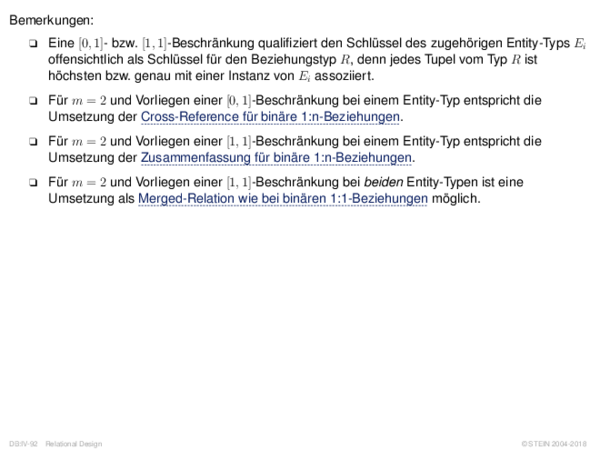 Bemerkungen:
❑ Eine [0, 1]- bzw. [1, 1]-Beschränkung qualifiziert den Schlüssel des zugehörigen Entity-Typs Ei
offensichtlich als Schlüssel für den Beziehungstyp R, denn jedes Tupel vom Typ R ist
höchsten bzw. genau mit einer Instanz von Ei assoziiert.
❑ Für m = 2 und Vorliegen einer [0, 1]-Beschränkung bei einem Entity-Typ entspricht die
Umsetzung der Cross-Reference für binäre 1:n-Beziehungen.
❑ Für m = 2 und Vorliegen einer [1, 1]-Beschränkung bei einem Entity-Typ entspricht die
Umsetzung der Zusammenfassung für binäre 1:n-Beziehungen.
❑ Für m = 2 und Vorliegen einer [1, 1]-Beschränkung bei beiden Entity-Typen ist eine
Umsetzung als Merged-Relation wie bei binären 1:1-Beziehungen möglich.
DB:IV-92 Relational Design © STEIN 2004-2018